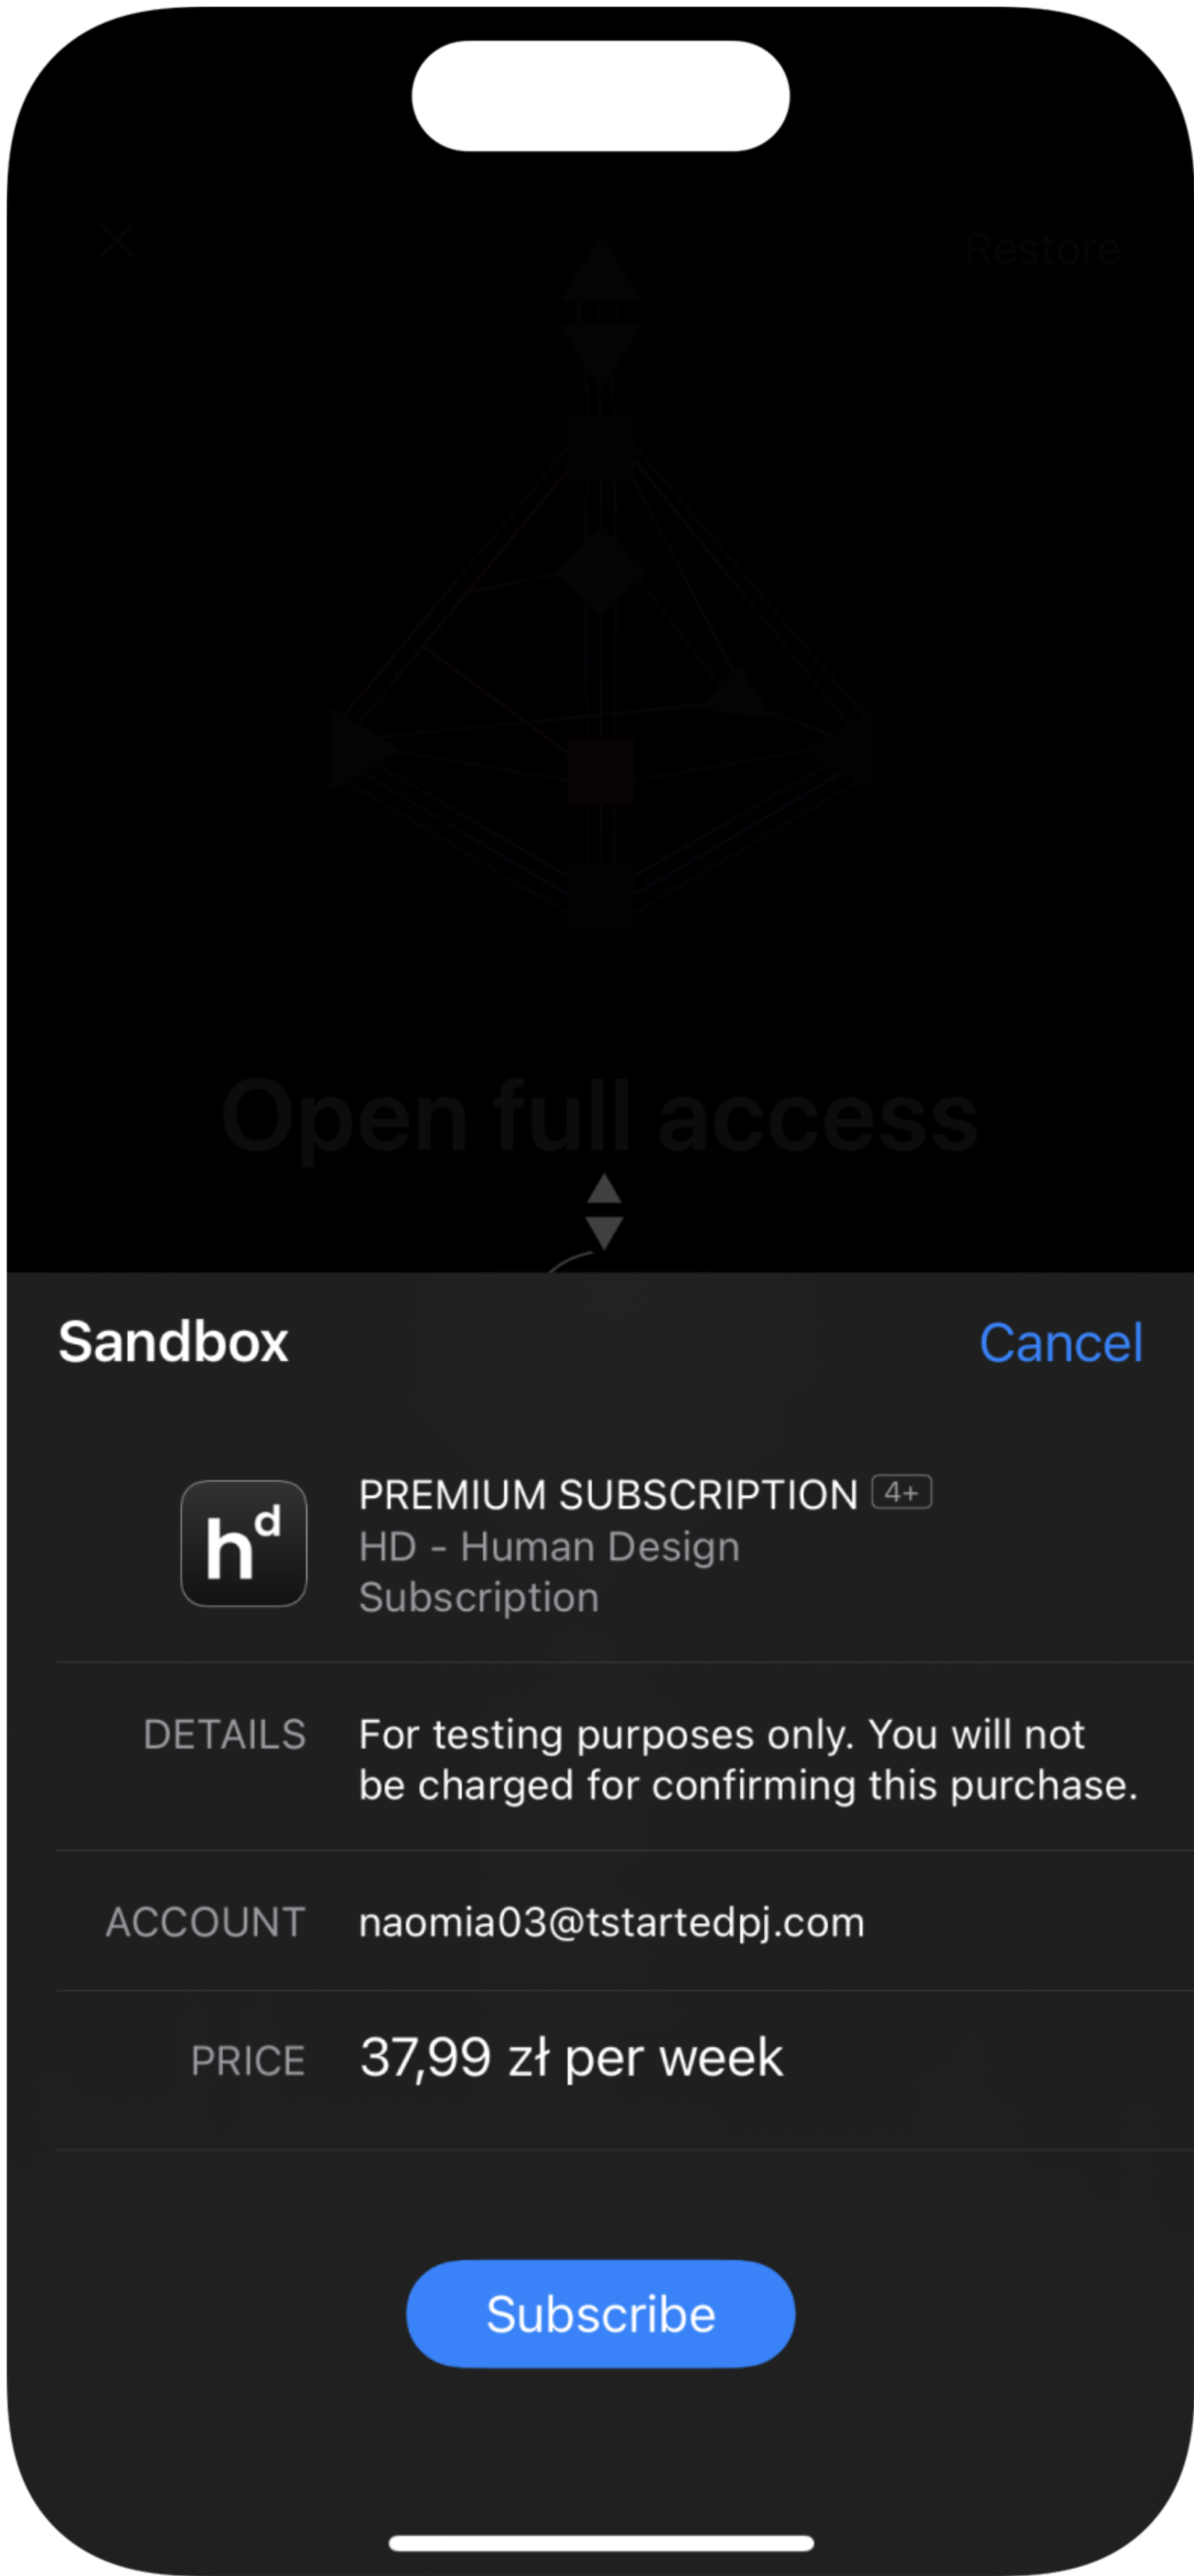 Restore
Open full access
Sandbox
Cancel
hd
PREMIUM SUBSCRIPTION 4+
HD - Human Design
Subscription
DETAILS
For testing purposes only. You will not
be charged for confirming this purchase.
ACCOUNT
naomia03@tstartedpj.com
PRICE
37,99 zł per week
Subscribe